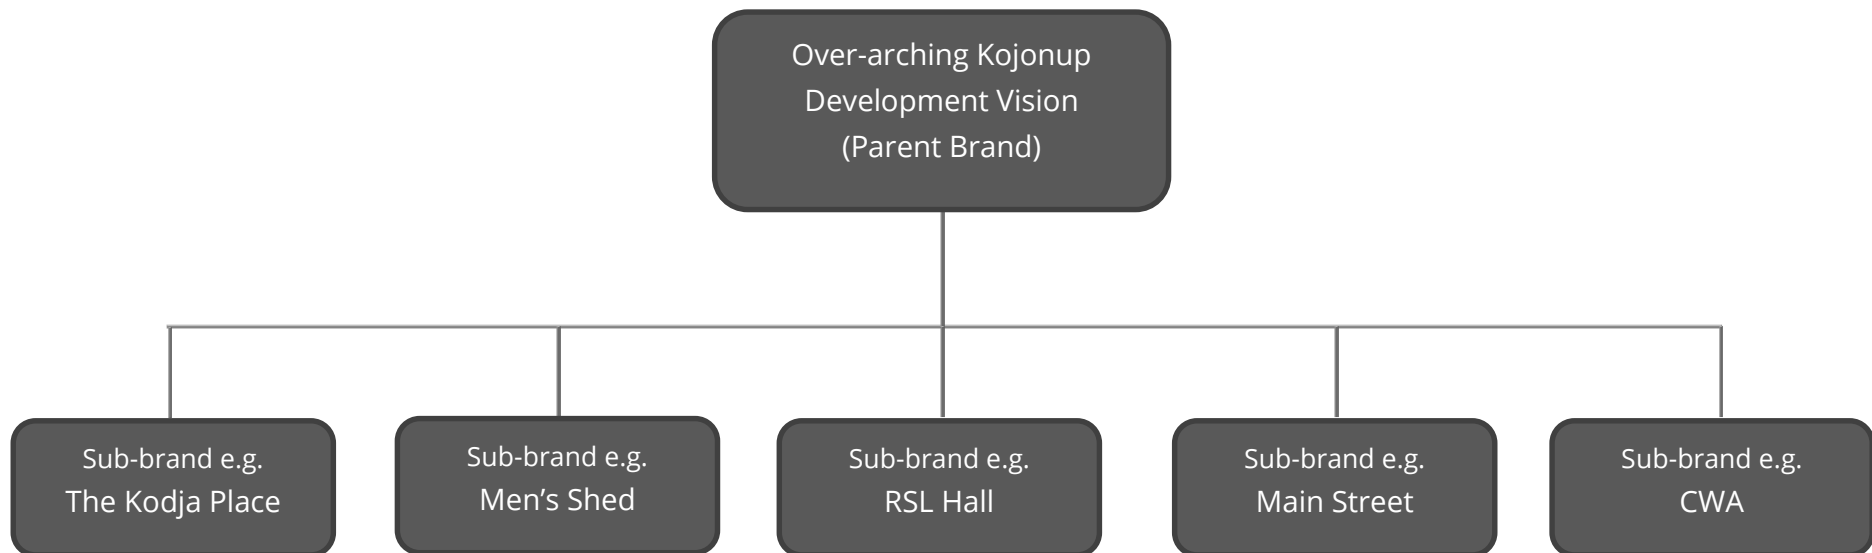 Over-arching Kojonup
Development Vision
(Parent Brand)
Sub-brand e.g.
The Kodja Place
Sub-brand e.g.
Men’s Shed
Sub-brand e.g.
RSL Hall
Sub-brand e.g.
Main Street
Sub-brand e.g.
CWA